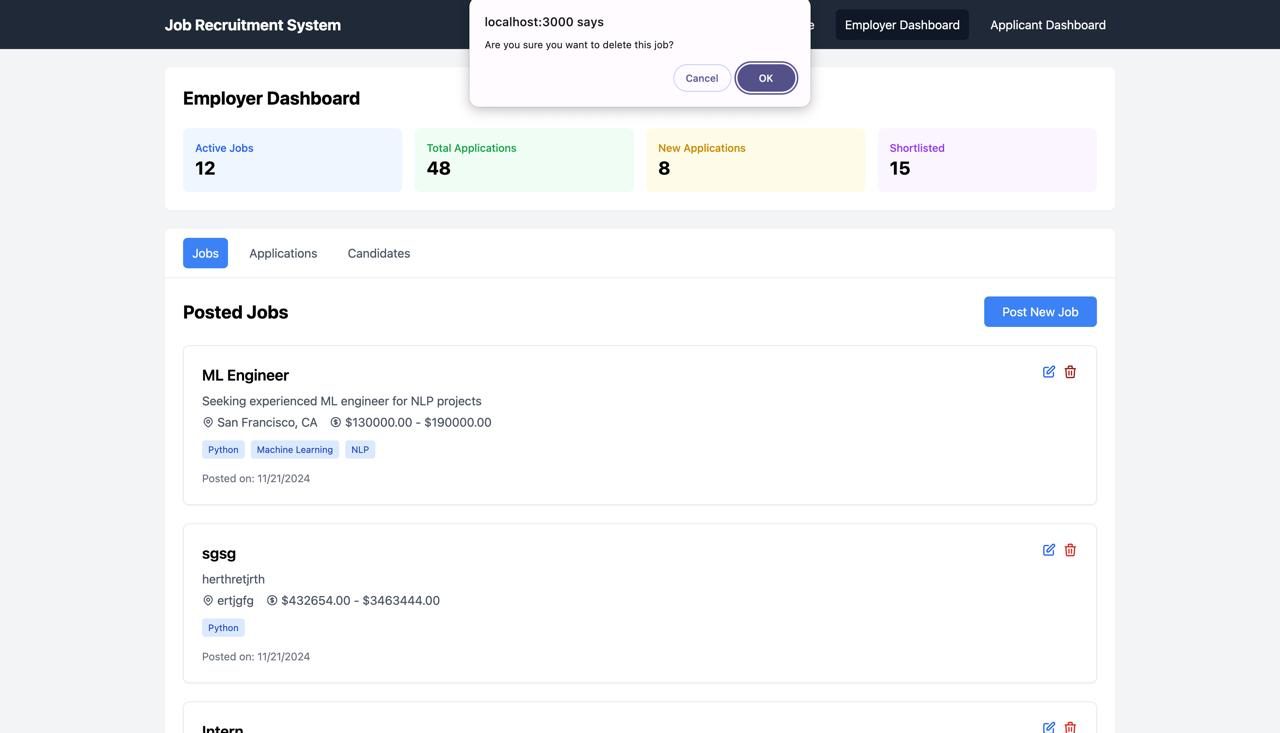 Job Recruitment System
e
Employer Dashboard
Applicant Dashboard
localhost:3000 says
Are you sure you want to delete this job?
Cancel
OK
Employer Dashboard
Active Jobs
12
Total Applications
48
New Applications
8
Shortlisted
15
Jobs
Applications
Candidates
Posted Jobs
Post New Job
ML Engineer
Seeking experienced ML engineer for NLP projects
San Francisco, CA $130000.00 - $190000.00
Python Machine Learning NLP
Posted on: 11/21/2024
sgsg
herthretjrth
ertjgfg $432654.00 - $3463444.00
Python
Posted on: 11/21/2024
Intern